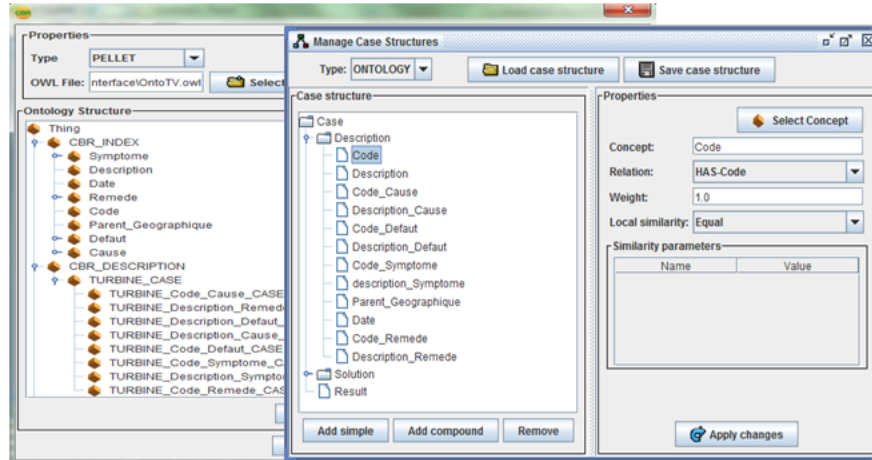 CBR
Properties
Type PELLET
OWL File: nterface\OntoTV.owl Select
Ontology Structure
Thing
CBR_INDEX
Symptome
Description
Date
Remede
Code
Parent_Geographique
Defaut
Cause
CBR_DESCRIPTION
TURBINE_CASE
TURBINE_Code_Cause_CASE
TURBINE_Description_Remed
TURBINE_Description_Defaut_
TURBINE_Description_Cause_
TURBINE_Code_Defaut_CASE
TURBINE_Code_Symptome_C
TURBINE_Description_Sympto
TURBINE_Code_Remede_CAS
Manage Case Structures
Type: ONTOLOGY Load case structure Save case structure
Case structure
Case
Description
Code
Description
Code_Cause
Description_Cause
Code_Defaut
Description_Defaut
Code_Symptome
description_Symptome
Parent_Geographique
Date
Code_Remede
Description_Remede
Solution
Result
Add simple Add compound Remove
Properties
Select Concept
Concept: Code
Relation: HAS-Code
Weight: 1.0
Local similarity: Equal
Similarity parameters
Name Value
Apply changes